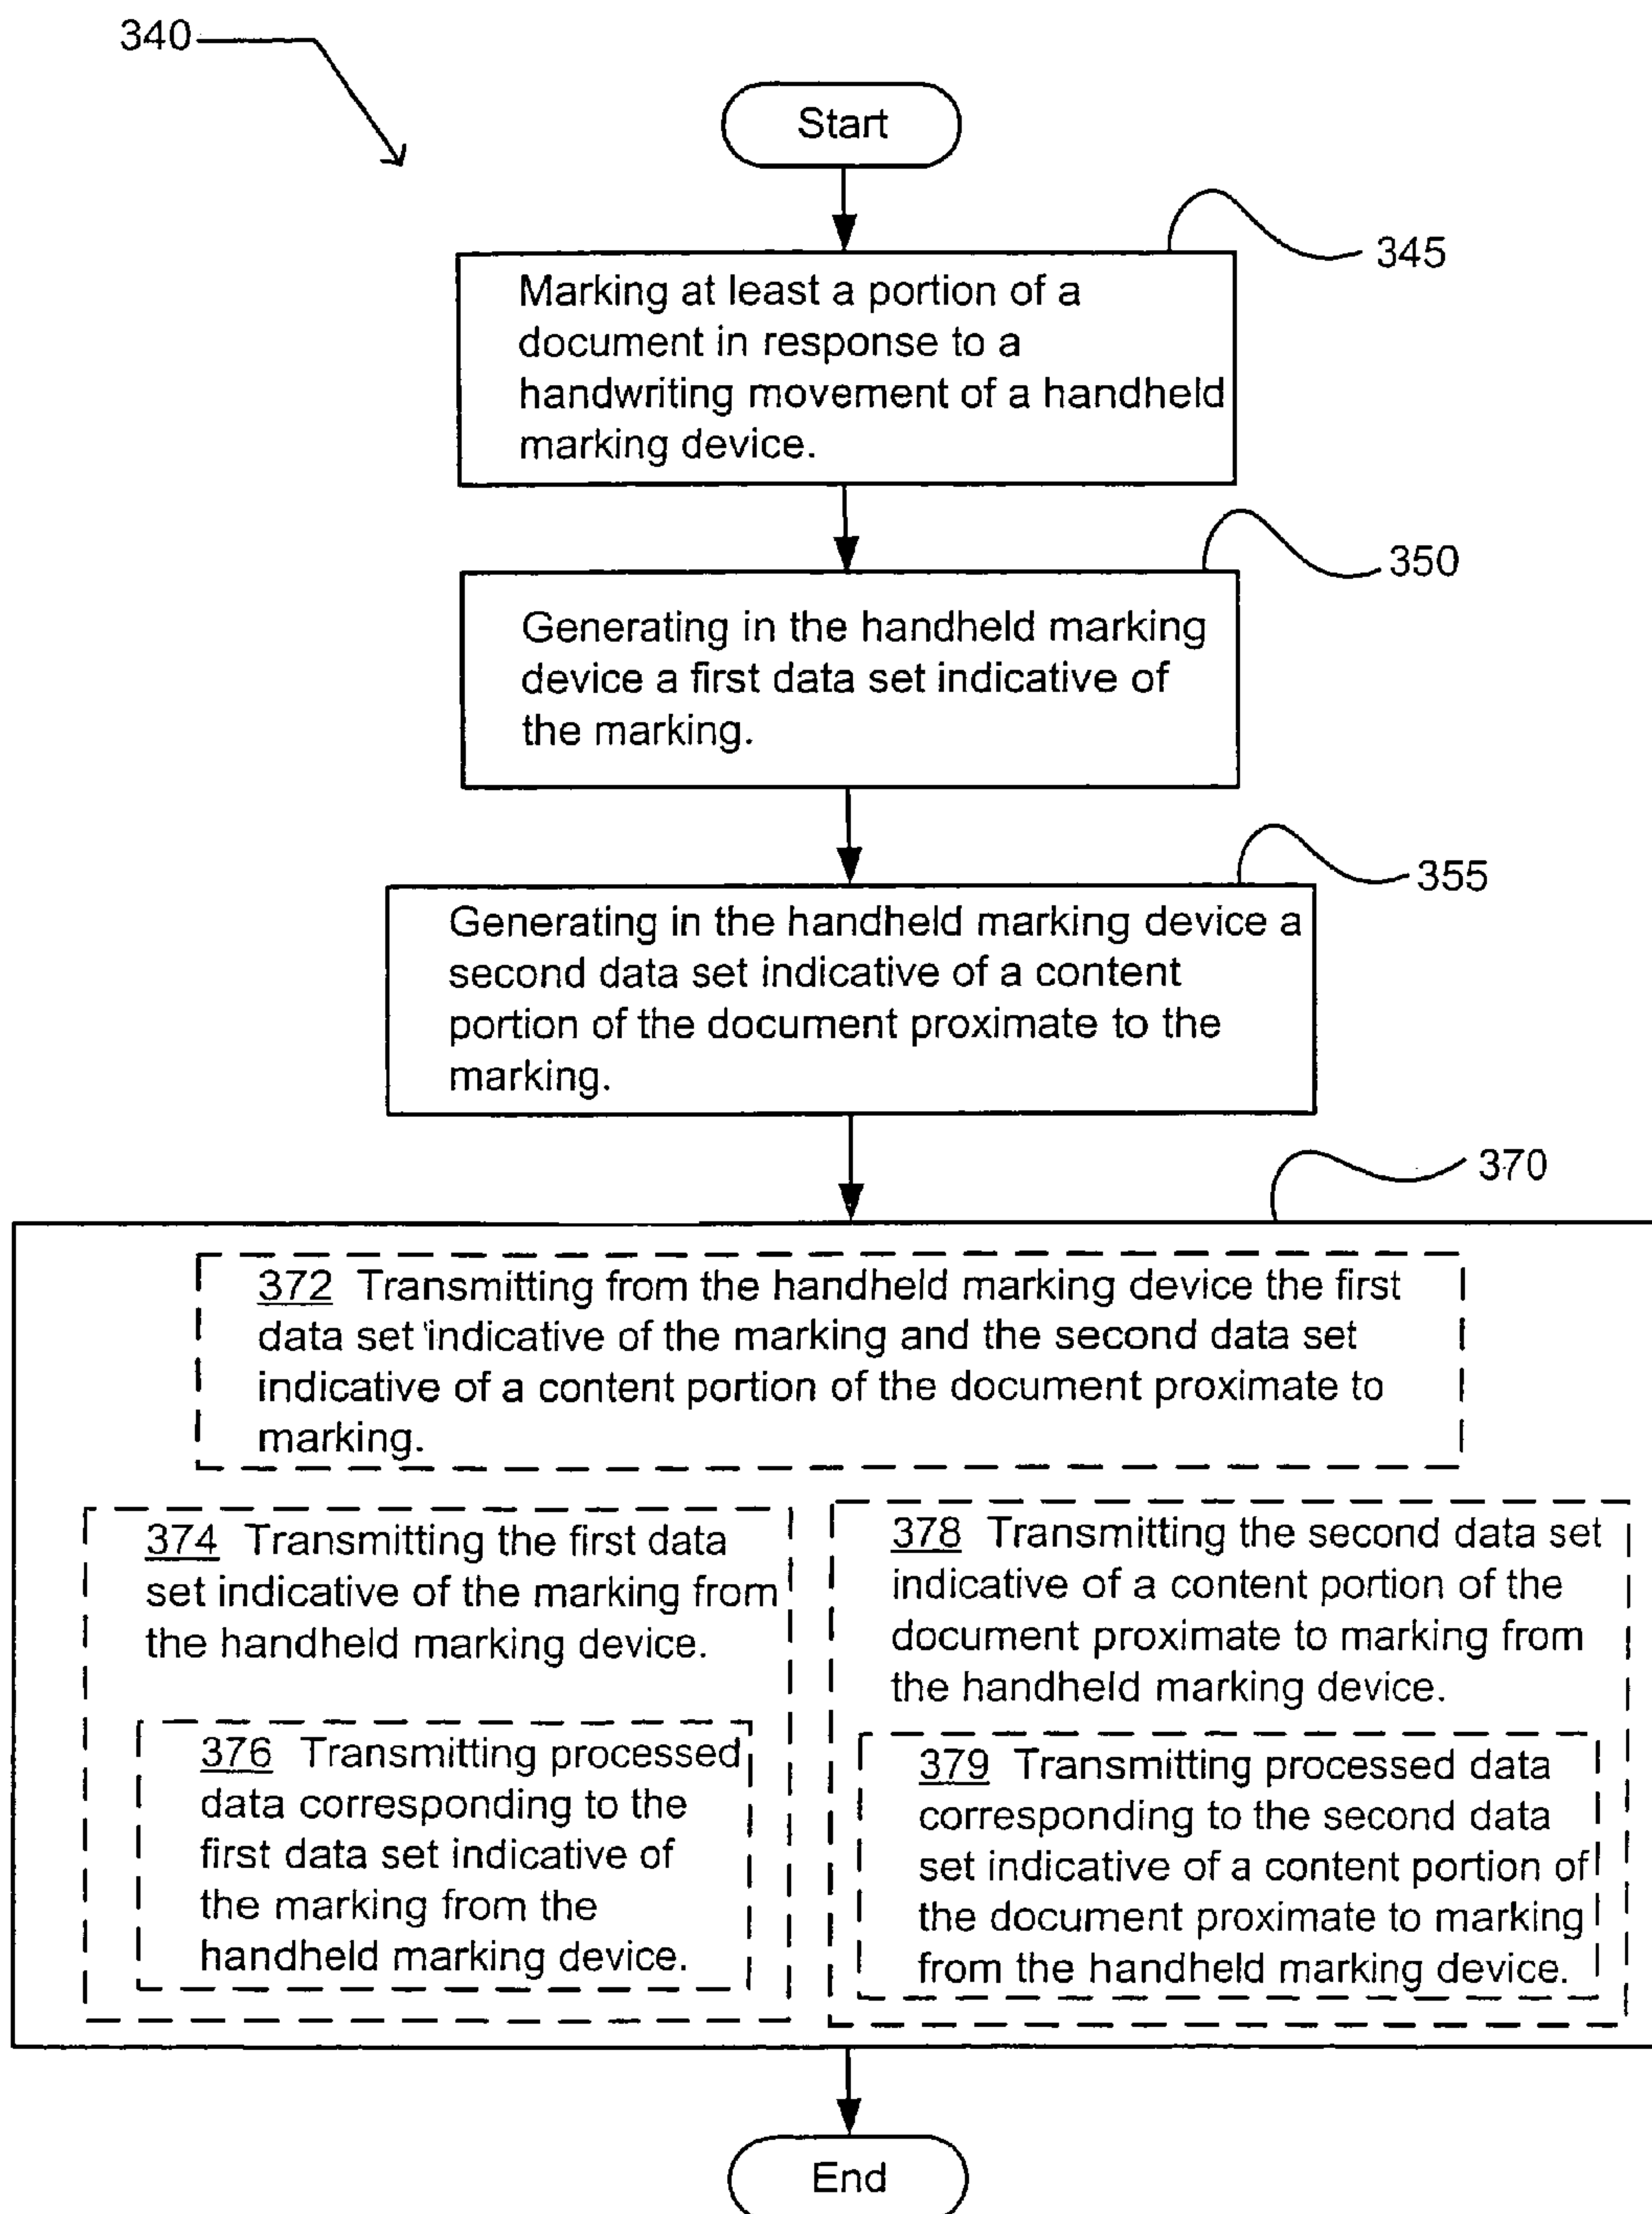 340
Start
345
Marking at least a portion of a
document in response to a
handwriting movement of a handheld
marking device.
350
Generating in the handheld marking
device a first data set indicative of
the marking.
355
Generating in the handheld marking device a
second data set indicative of a content
portion of the document proximate to the
marking.
370
372 Transmitting from the handheld marking device the first
data set indicative of the marking and the second data set
indicative of a content portion of the document proximate to
marking.
374 Transmitting the first data
set indicative of the marking from
the handheld marking device.
376 Transmitting processed
data corresponding to the
first data set indicative of
the marking from the
handheld marking device.
378 Transmitting the second data set
indicative of a content portion of the
document proximate to marking from
the handheld marking device.
379 Transmitting processed data
corresponding to the second data
set indicative of a content portion of
the document proximate to marking
from the handheld marking device.
End